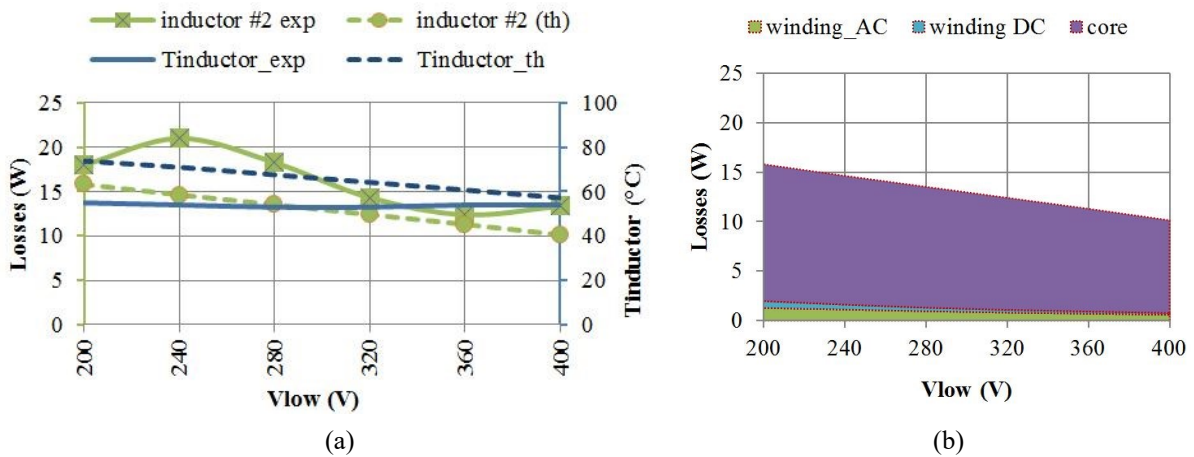 inductor #2 exp
inductor #2 (th)
Tinductor_exp
Tinductor_th
25
20
15
10
5
0
Losses (W)
100
80
60
40
20
0
Tinductor (°C)
200
240
280
320
360
400
Vlow (V)
(a)
winding_AC
winding DC
core
25
20
15
10
5
0
Losses (W)
200
240
280
320
360
400
Vlow (V)
(b)